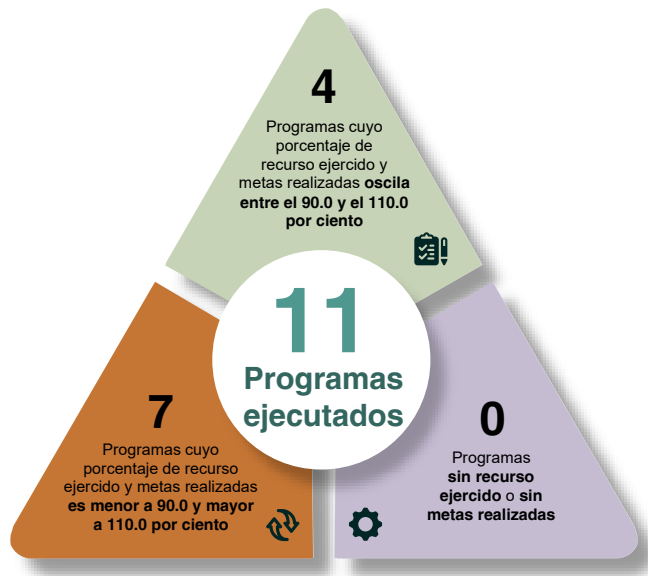 4
Programas cuyo
porcentaje de
recurso ejercido y
metas realizadas oscila
entre el 90.0 y el 110.0
por ciento
11
Programas
ejecutados
7
Programas cuyo
porcentaje de recurso
ejercido y metas realizadas
es menor a 90.0 y mayor
a 110.0 por ciento
0
Programas
sin recurso
ejercido o sin
metas realizadas